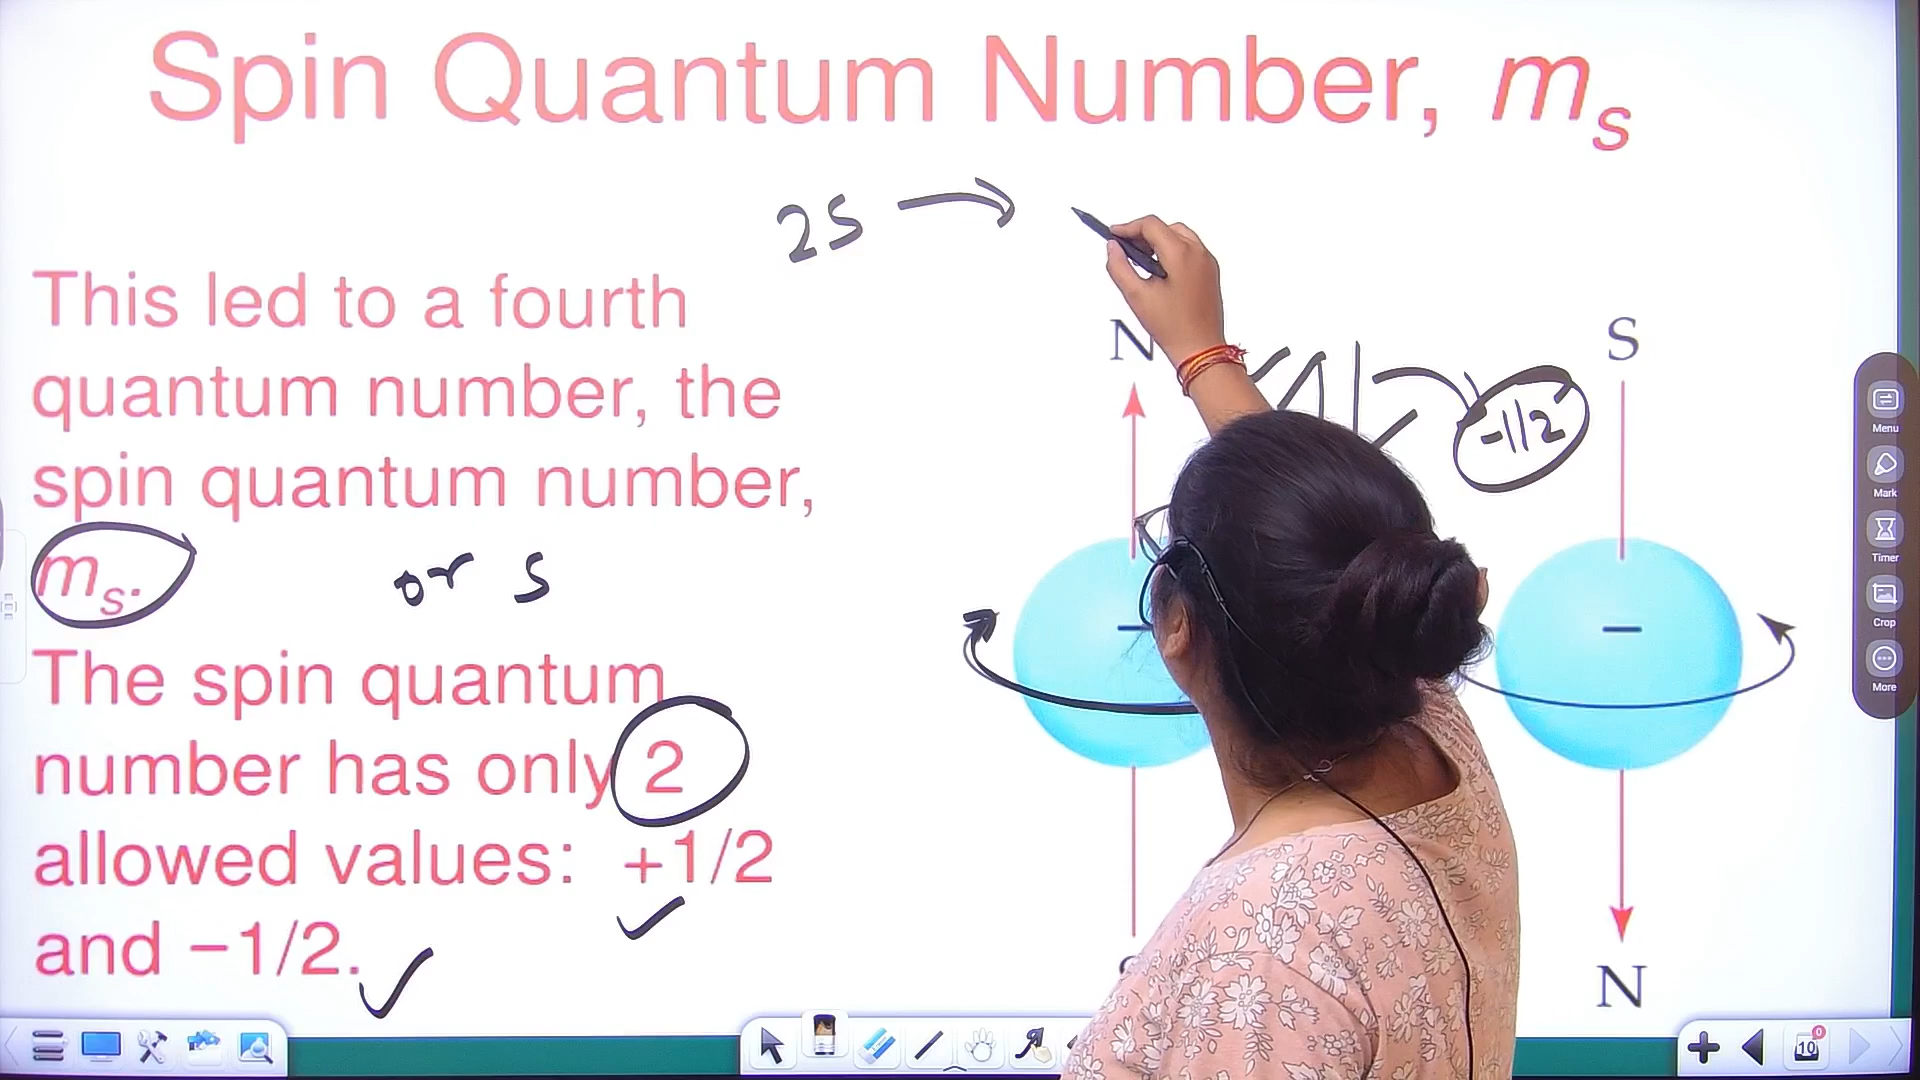 Spin Quantum Number, ms
2s →
This led to a fourth
quantum number, the
spin quantum number,
ms. or s
The spin quantum
number has only 2
allowed values: +1/2
and −1/2.
N
S
-1/2
−
−
N
Menu
Mark
Timer
Crop
More
10
0